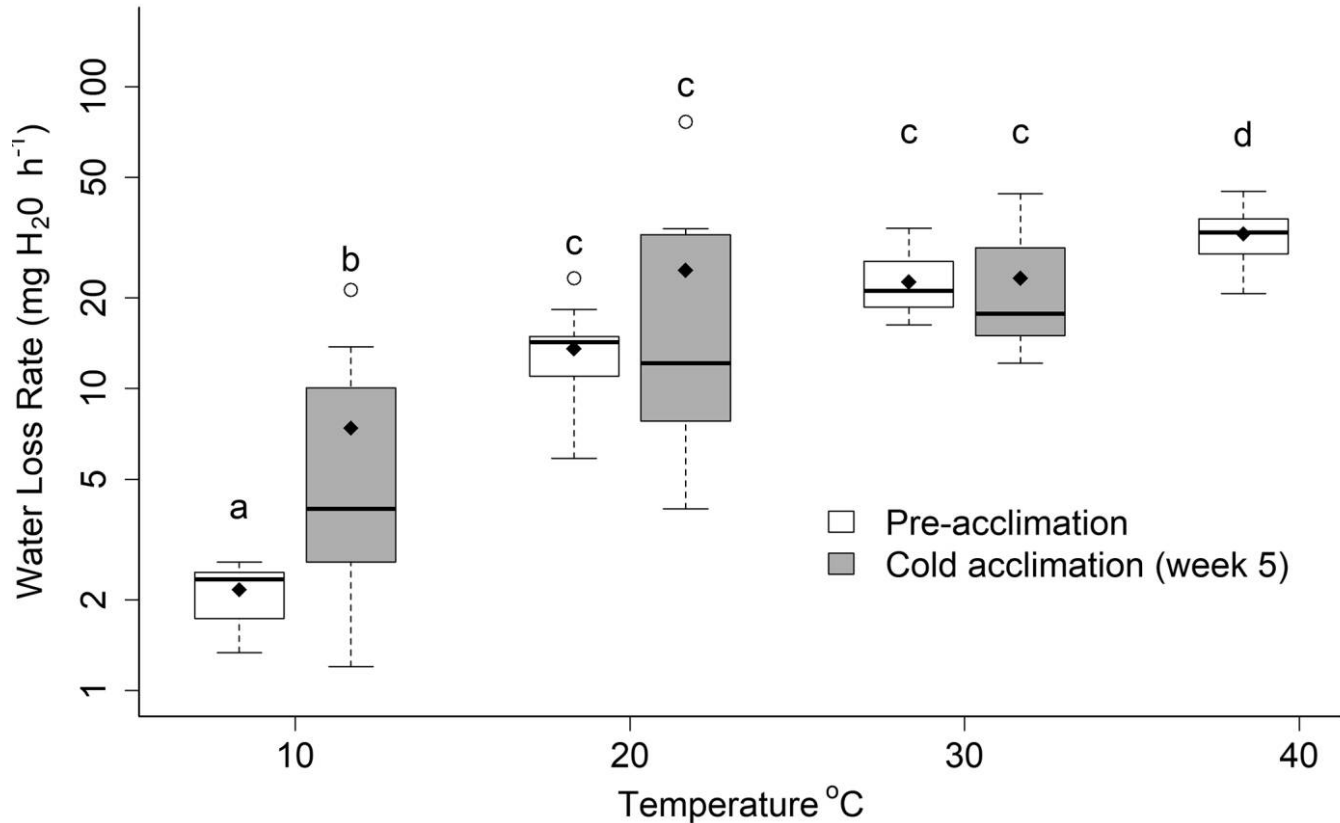 Water Loss Rate (mg H₂0 h⁻¹)
100
50
20
10
5
2
1
a
b
c
c
c
c
d
Pre-acclimation
Cold acclimation (week 5)
10
20
30
40
Temperature °C